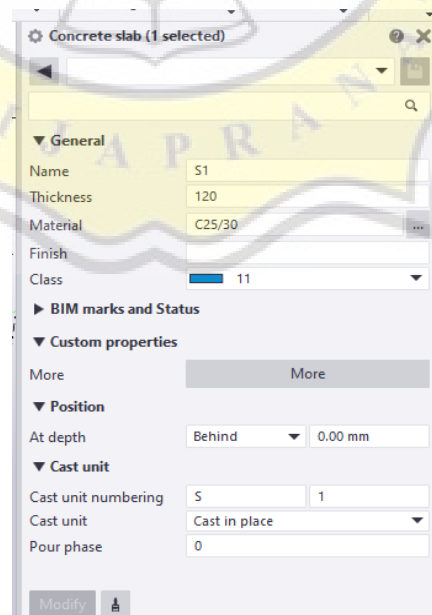 Concrete slab (1 selected)
General
Name S1
Thickness 120
Material C25/30 ...
Finish
Class 11
BIM marks and Status
Custom properties
More More
Position
At depth Behind 0.00 mm
Cast unit
Cast unit numbering S 1
Cast unit Cast in place
Pour phase 0
Modify